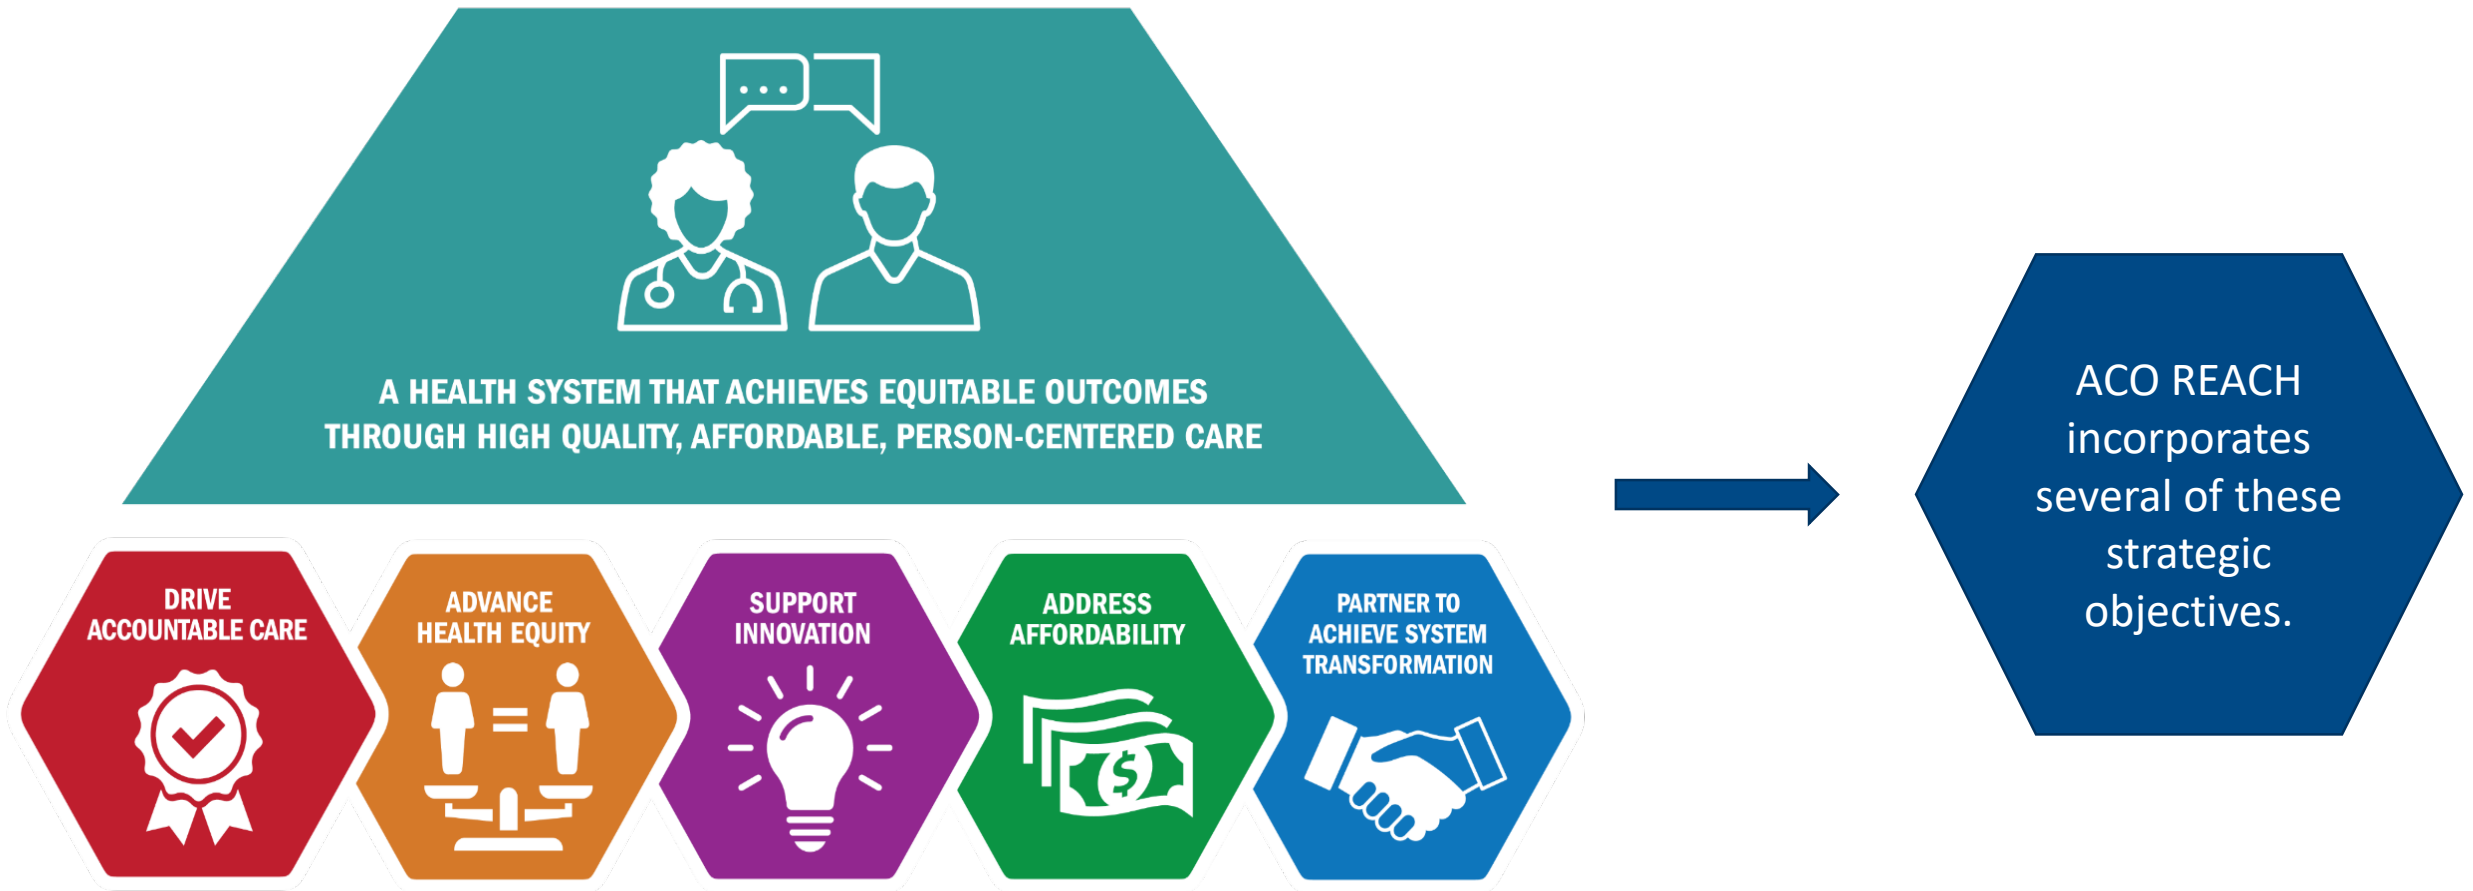 A HEALTH SYSTEM THAT ACHIEVES EQUITABLE OUTCOMES
THROUGH HIGH QUALITY, AFFORDABLE, PERSON-CENTERED CARE
DRIVE
ACCOUNTABLE CARE
ADVANCE
HEALTH EQUITY
=
SUPPORT
INNOVATION
ADDRESS
AFFORDABILITY
$
PARTNER TO
ACHIEVE SYSTEM
TRANSFORMATION
ACO REACH
incorporates
several of these
strategic
objectives.